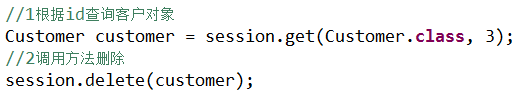 //1根据id查询客户对象
Customer customer = session.get(Customer.class, 3);
//2调用方法删除
session.delete(customer);